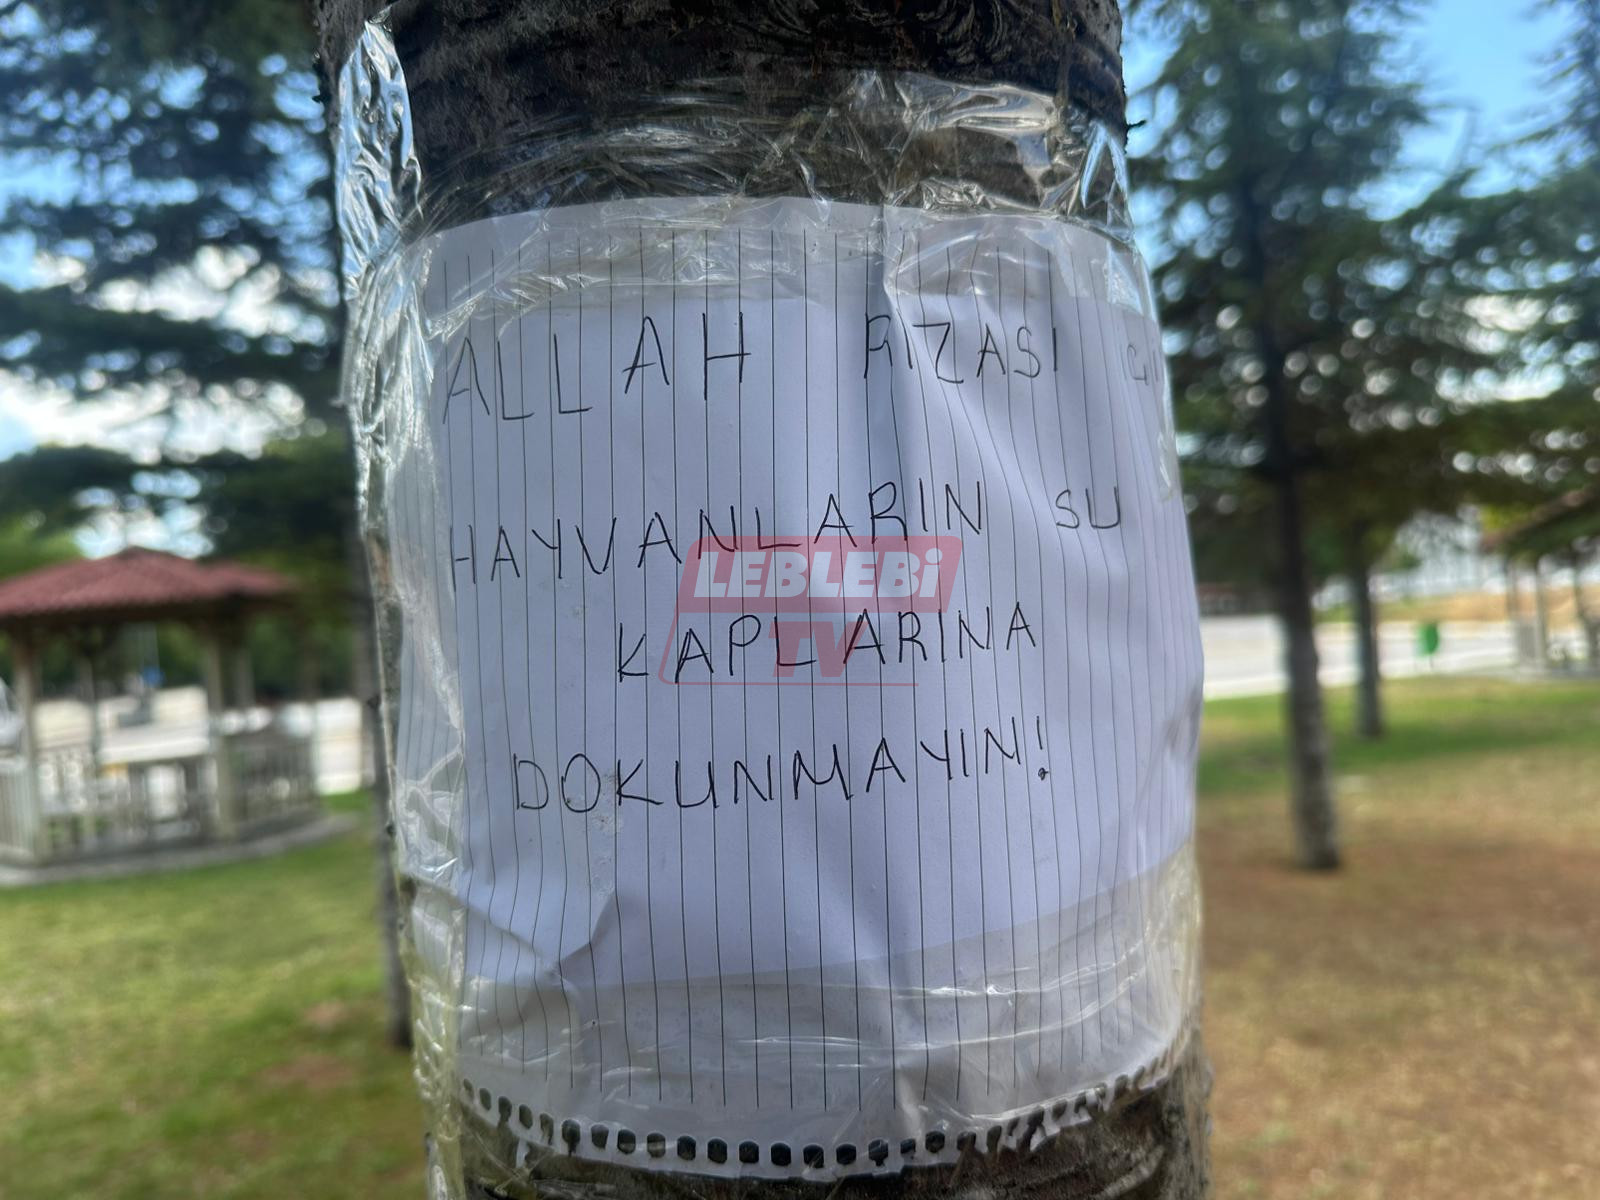 ALLAH RIZASI
HAYVANLARIN SU
KAPLARINA
DOKUNMAYIN!
LEBLEBİ
TV